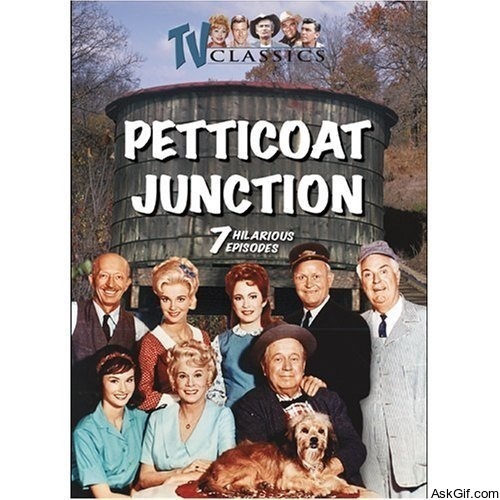 TV CLASSICS
PETTICOAT
JUNCTION
7 HILARIOUS
EPISODES
AskGif.com